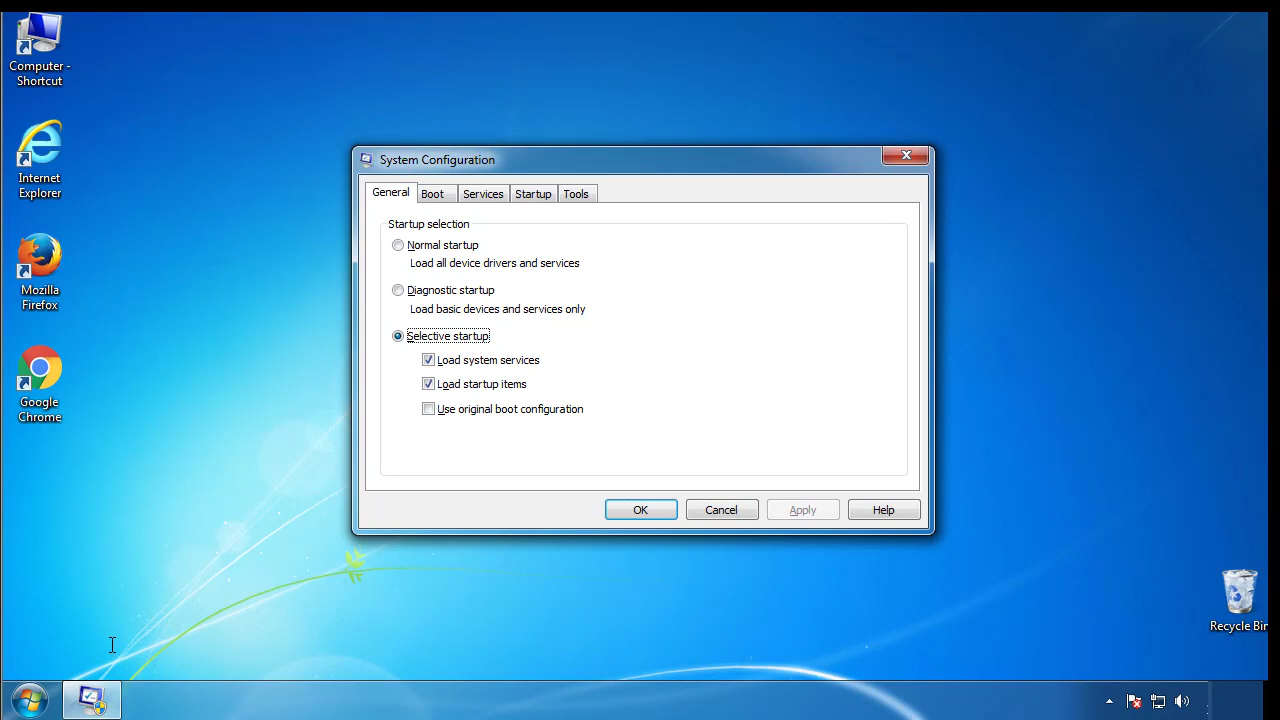 Computer -
Shortcut
Internet
Explorer
Mozilla
Firefox
Google
Chrome
System Configuration
General
Boot
Services
Startup
Tools
Startup selection
Normal startup
Load all device drivers and services
Diagnostic startup
Load basic devices and services only
Selective startup
Load system services
Load startup items
Use original boot configuration
OK
Cancel
Apply
Help
Recycle Bin